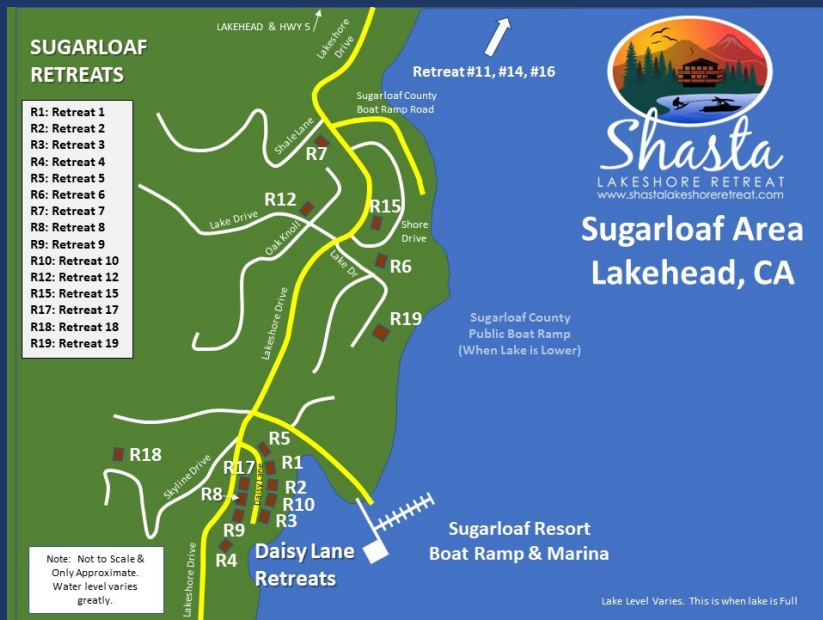 LAKEHEAD & HWY 5
SUGARLOAF
RETREATS
R1: Retreat 1
R2: Retreat 2
R3: Retreat 3
R4: Retreat 4
R5: Retreat 5
R6: Retreat 6
R7: Retreat 7
R8: Retreat 8
R9: Retreat 9
R10: Retreat 10
R12: Retreat 12
R15: Retreat 15
R17: Retreat 17
R18: Retreat 18
R19: Retreat 19
Lakeshore
Drive
Retreat #11, #14, #16
Sugarloaf County
Boat Ramp Road
Shasta
LAKESHORE RETREAT
www.shastalakeshoreretreat.com
Sugarloaf Area
Lakehead, CA
Shale Lane
R7
R12
R15
Lake Drive
Oak Knoll
Shore
Drive
Lake Dr
R6
Lakeshore Drive
R19
Sugarloaf County
Public Boat Ramp
(When Lake is Lower)
R18
Skyline Drive
R5
R17
R1
Daisy Lane
R8
R2
R10
R9
R3
R4
Daisy Lane
Retreats
Lakeshore Drive
Sugarloaf Resort
Boat Ramp & Marina
Note: Not to Scale &
Only Approximate.
Water level varies
greatly.
Lake Level Varies. This is when lake is Full